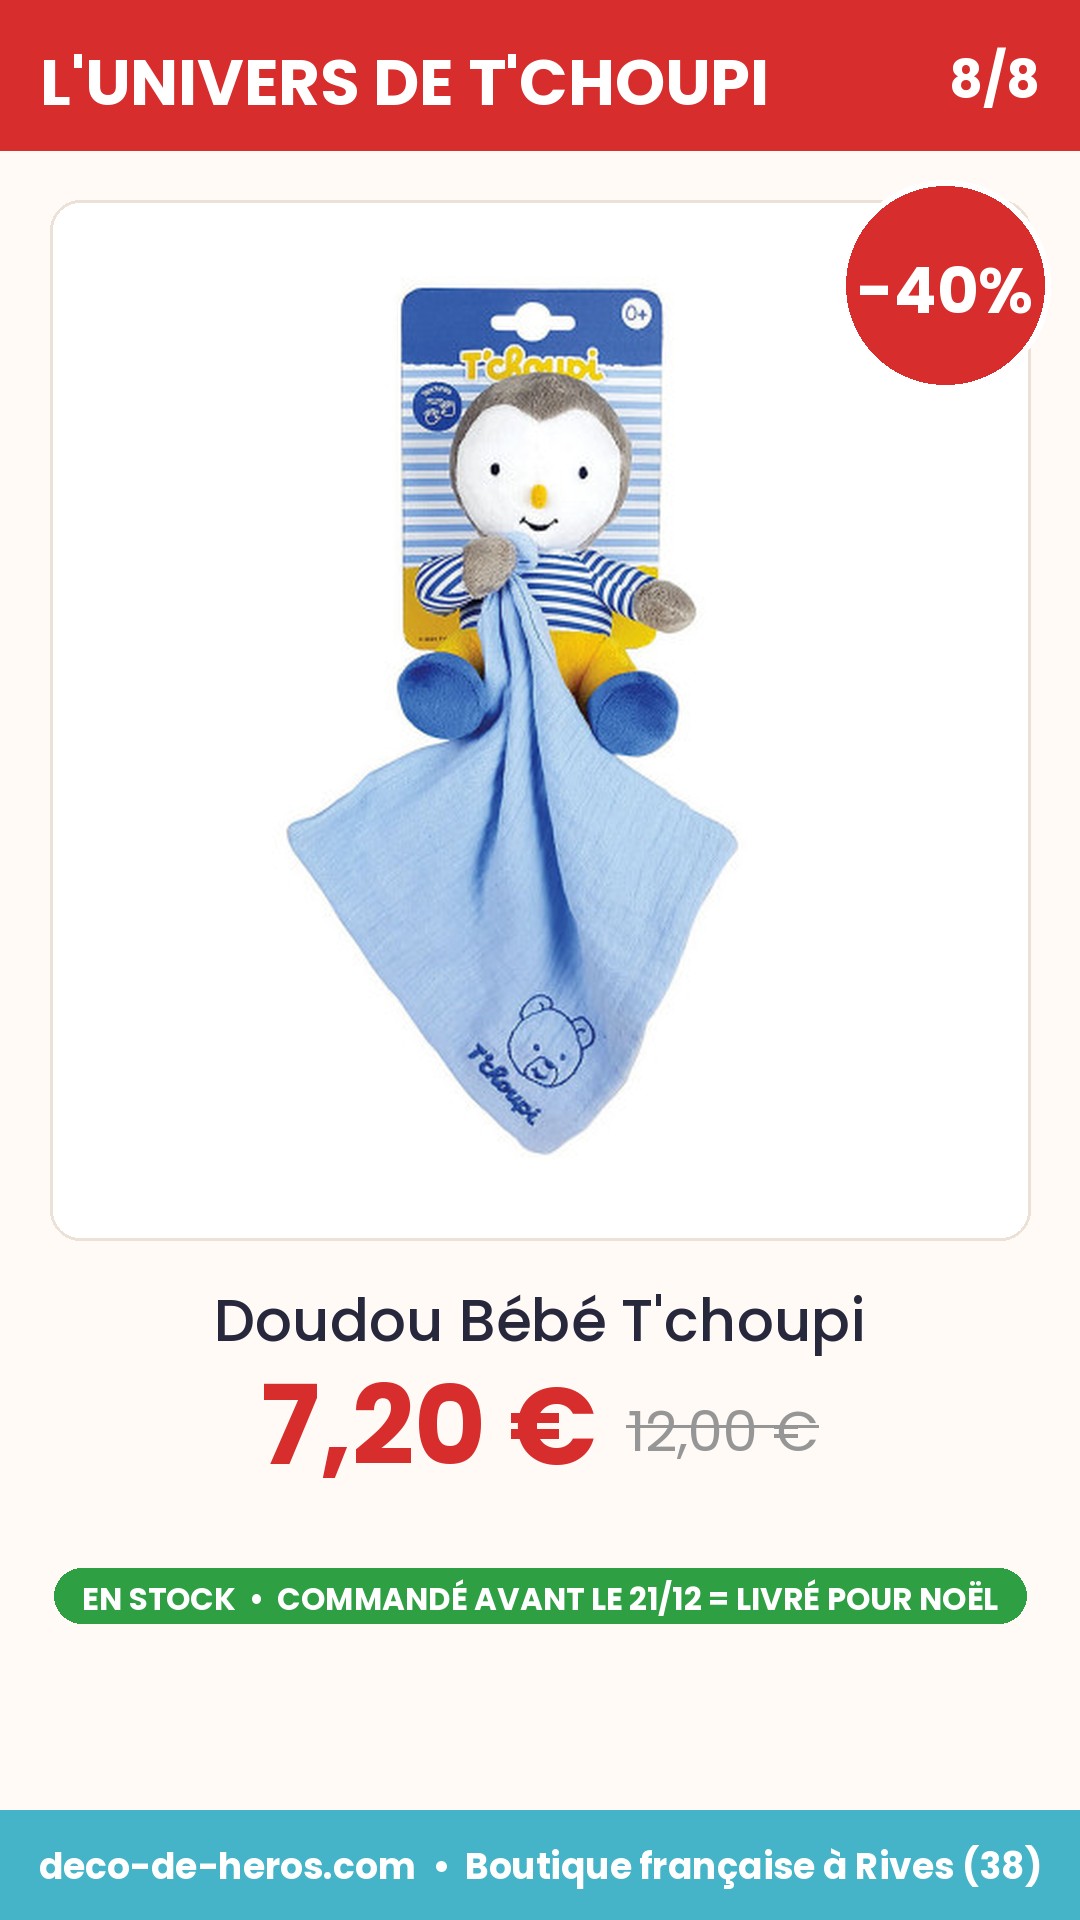 L'UNIVERS DE T'CHOUPI
8/8
-40%
0+
T'choupi
T'choupi
Doudou Bébé T'choupi
7,20 € 12,00 €
EN STOCK • COMMANDÉ AVANT LE 21/12 = LIVRÉ POUR NOËL
deco-de-heros.com • Boutique française à Rives (38)